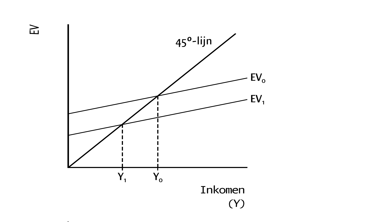 EV
45°-lijn
EV₀
EV₁
Y₁ Y₀
Inkomen
(Y)